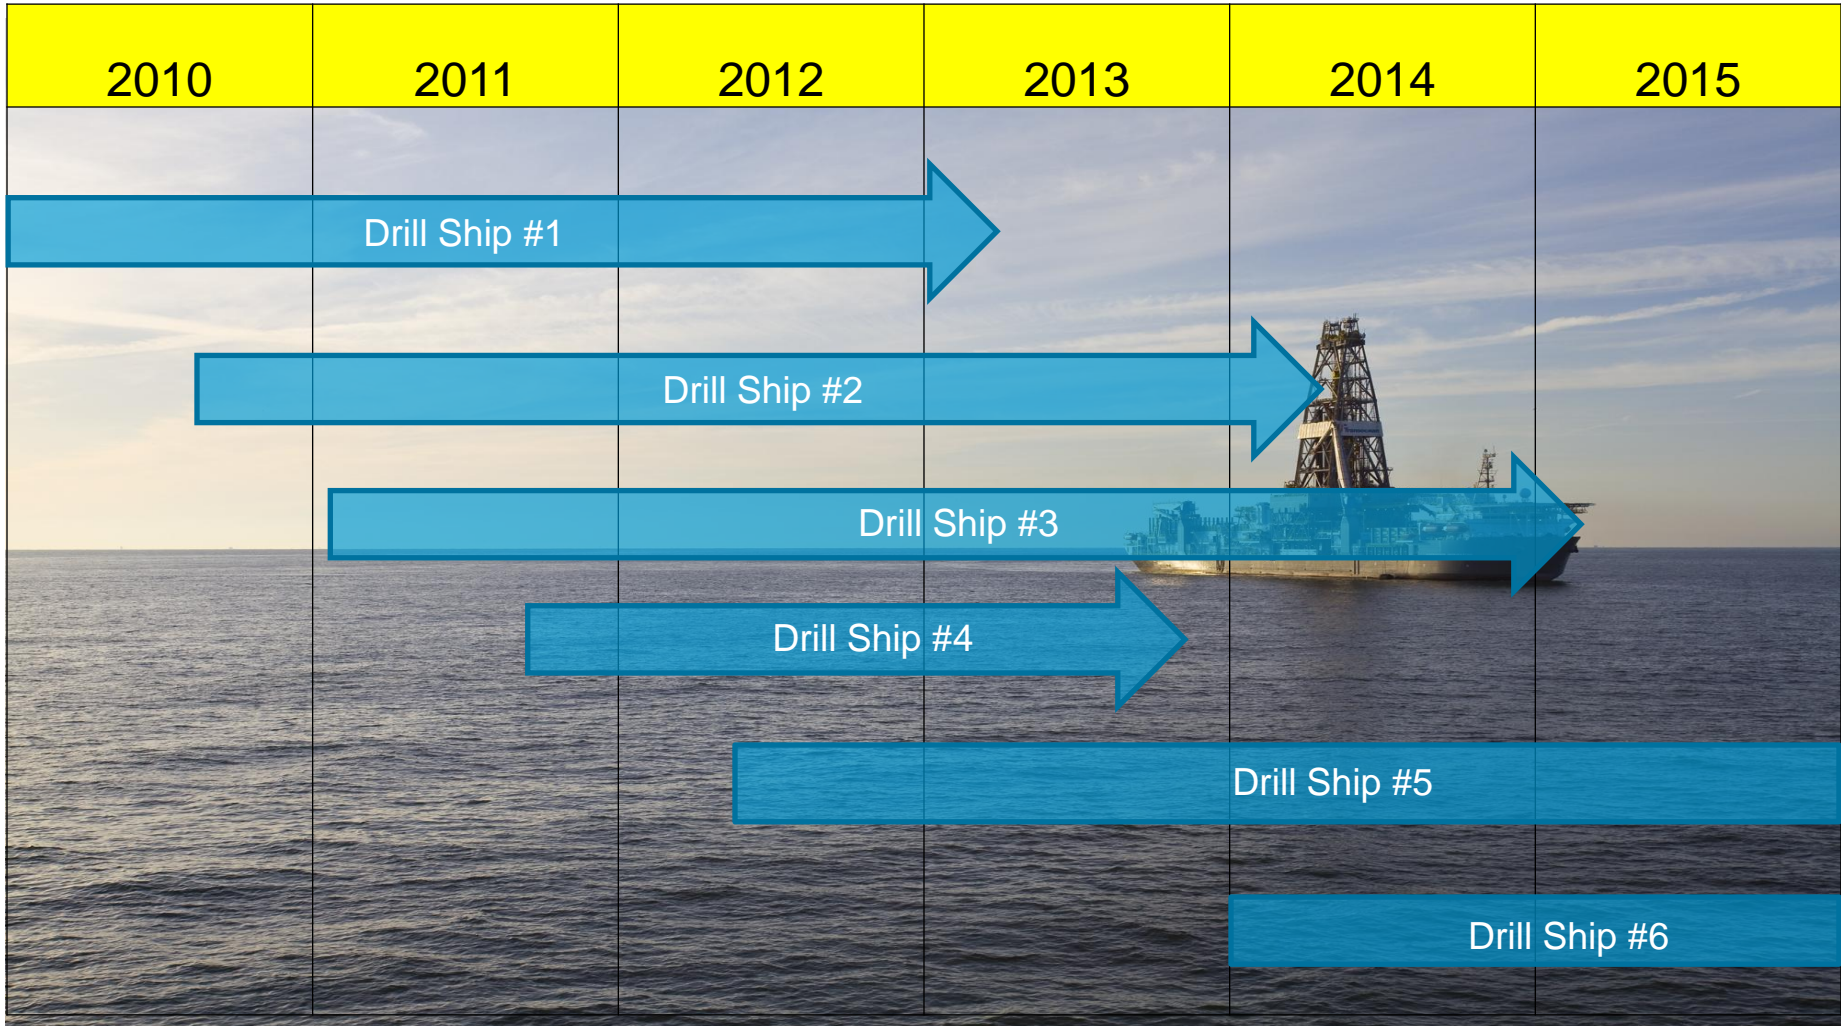 2010 2011 2012 2013 2014 2015
Drill Ship #1
Drill Ship #2
Drill Ship #3
Drill Ship #4
Drill Ship #5
Drill Ship #6